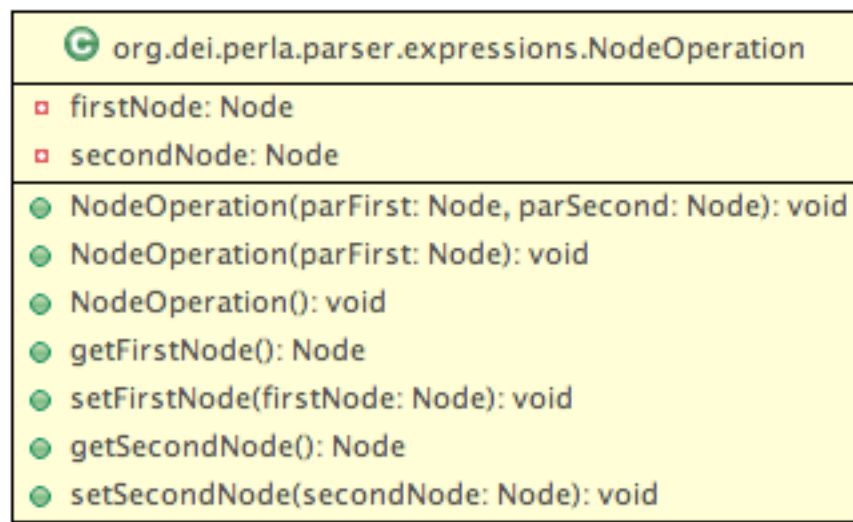 C org.dei.perla.parser.expressions.NodeOperation
firstNode: Node
secondNode: Node
NodeOperation(parFirst: Node, parSecond: Node): void
NodeOperation(parFirst: Node): void
NodeOperation(): void
getFirstNode(): Node
setFirstNode(firstNode: Node): void
getSecondNode(): Node
setSecondNode(secondNode: Node): void